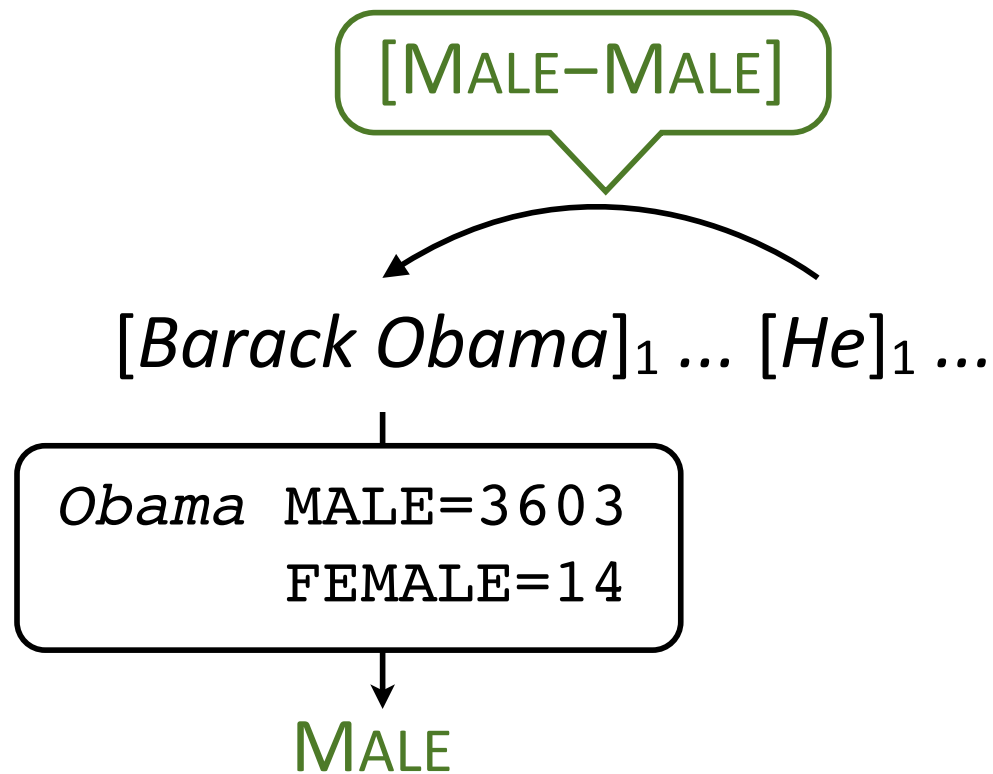 [MALE–MALE]
[Barack Obama]₁ ... [He]₁ ...
Obama MALE=3603
FEMALE=14
MALE